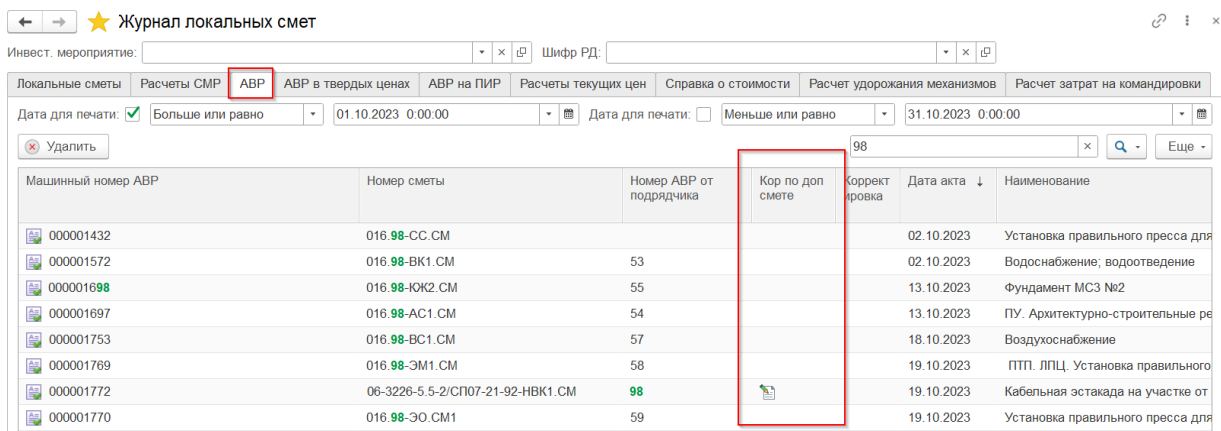 Журнал локальных смет
Инвест. мероприятие: Шифр РД:
Локальные сметы Расчеты СМР АВР АВР в твердых ценах АВР на ПИР Расчеты текущих цен Справка о стоимости Расчет удорожания механизмов Расчет затрат на командировки
Дата для печати: Больше или равно 01.10.2023 0:00:00 Дата для печати: Меньше или равно 31.10.2023 0:00:00
Удалить 98 Еще
Машинный номер АВР Номер сметы Номер АВР от подрядчика Кор по доп смете Коррект ировка Дата акта ↓ Наименование
000001432 016.98-СС.СМ 02.10.2023 Установка правильного пресса для
000001572 016.98-ВК1.СМ 53 02.10.2023 Водоснабжение; водоотведение
000001698 016.98-КЖ2.СМ 55 13.10.2023 Фундамент МСЗ №2
000001697 016.98-АС1.СМ 54 13.10.2023 ПУ. Архитектурно-строительные ре
000001753 016.98-ВС1.СМ 57 18.10.2023 Воздухоснабжение
000001769 016.98-ЭМ1.СМ 58 19.10.2023 ПТП. ЛПЦ. Установка правильного
000001772 06-3226-5.5-2/СП07-21-92-НВК1.СМ 98 19.10.2023 Кабельная эстакада на участке от
000001770 016.98-ЭО.СМ1 59 19.10.2023 Установка правильного пресса для